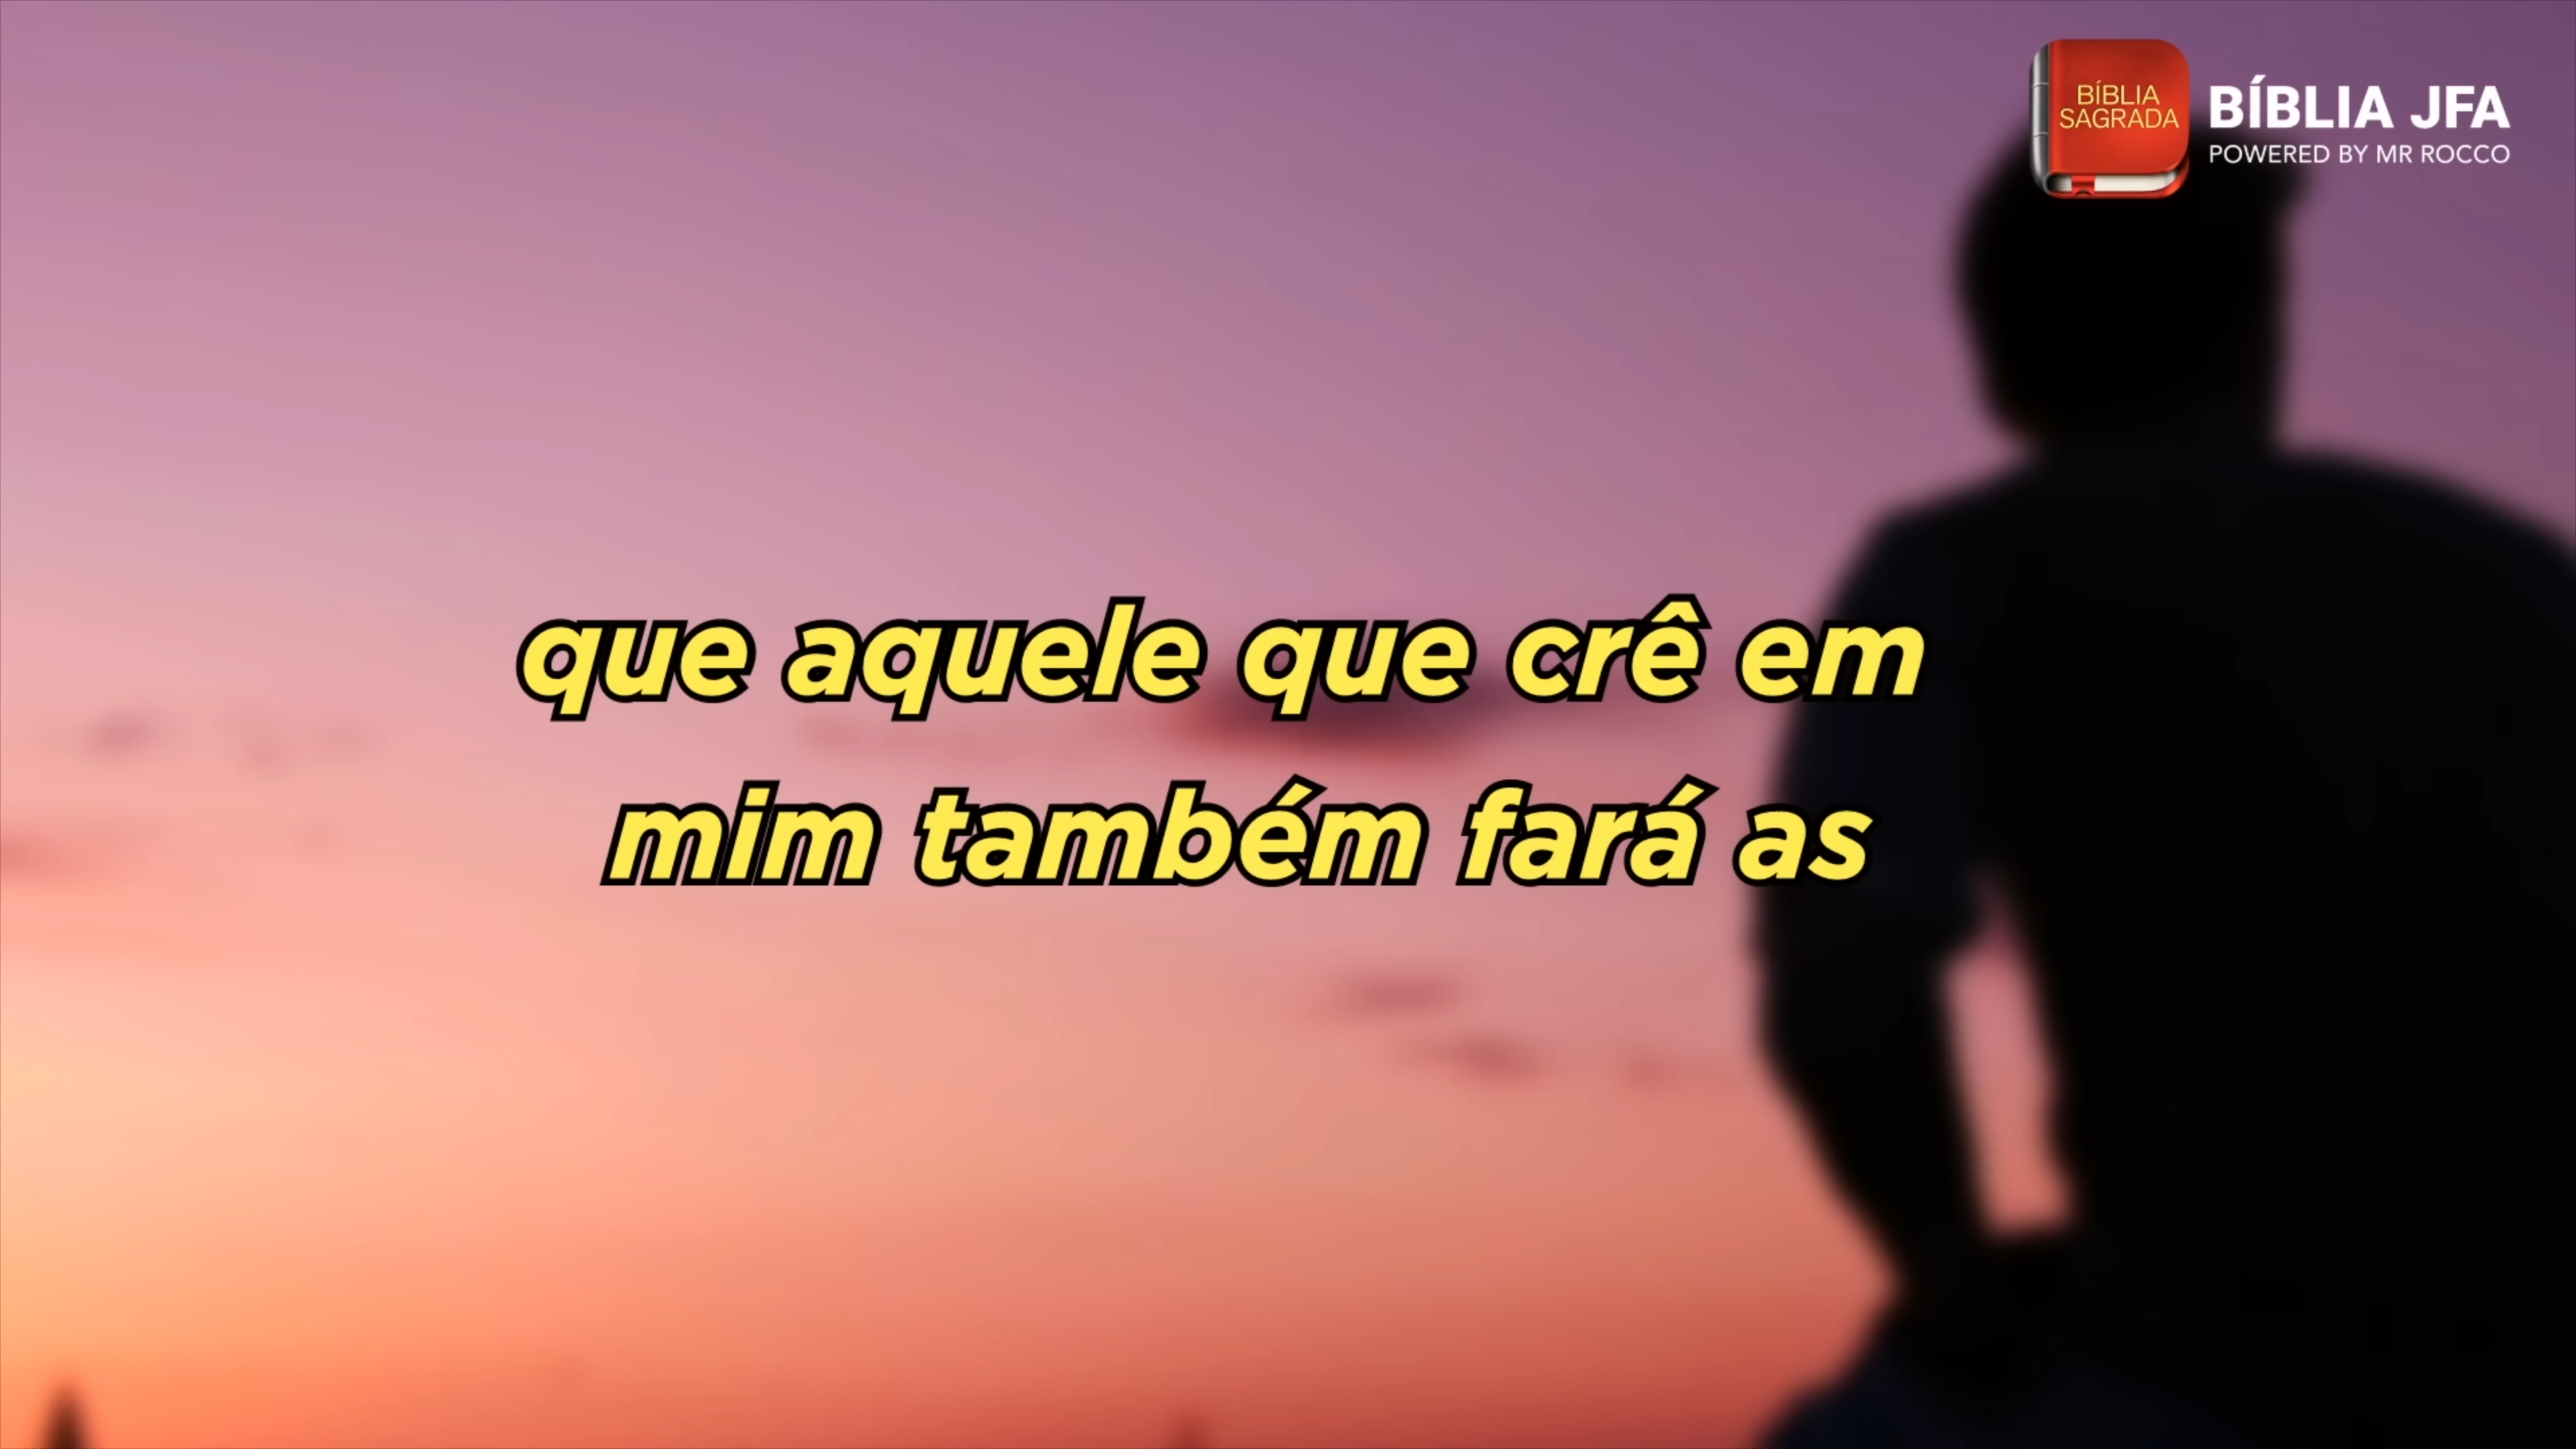 BÍBLIA
SAGRADA
BÍBLIA JFA
POWERED BY MR ROCCO
que aquele que crê em
mim também fará as